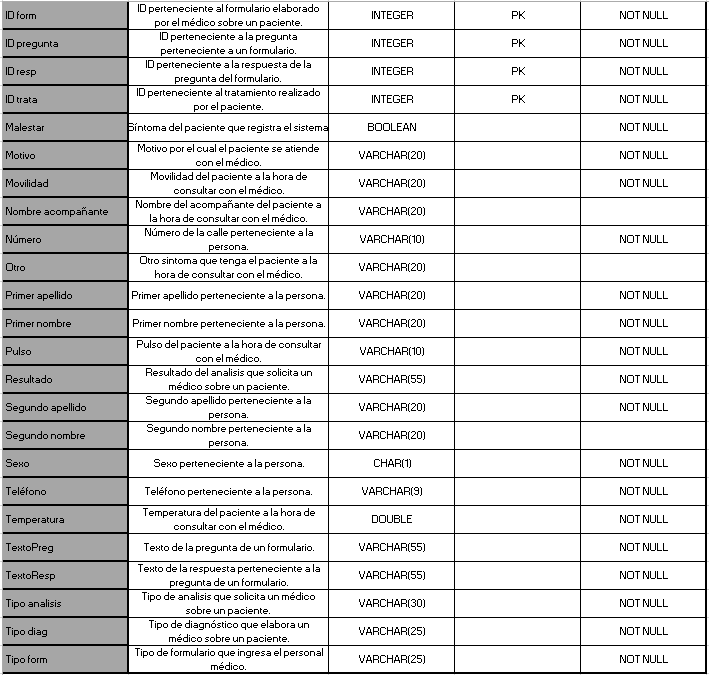 ID form ID perteneciente al formulario elaborado por el médico sobre un paciente. INTEGER PK NOT NULL
ID pregunta ID perteneciente a la pregunta perteneciente a un formulario. INTEGER PK NOT NULL
ID resp ID perteneciente a la respuesta de la pregunta del formulario. INTEGER PK NOT NULL
ID trata ID perteneciente al tratamiento realizado por el paciente. INTEGER PK NOT NULL
Malestar Síntoma del paciente que registra el sistema BOOLEAN NOT NULL
Motivo Motivo por el cual el paciente se atiende con el médico. VARCHAR(20) NOT NULL
Movilidad Movilidad del paciente a la hora de consultar con el médico. VARCHAR(20) NOT NULL
Nombre acompañante Nombre del acompañante del paciente a la hora de consultar con el médico. VARCHAR(20)
Número Número de la calle perteneciente a la persona. VARCHAR(10) NOT NULL
Otro Otro sintoma que tenga el paciente a la hora de consultar con el médico. VARCHAR(20)
Primer apellido Primer apellido perteneciente a la persona. VARCHAR(20) NOT NULL
Primer nombre Primer nombre perteneciente a la persona. VARCHAR(20) NOT NULL
Pulso Pulso del paciente a la hora de consultar con el médico. VARCHAR(10) NOT NULL
Resultado Resultado del analisis que solicita un médico sobre un paciente. VARCHAR(55) NOT NULL
Segundo apellido Segundo apellido perteneciente a la persona. VARCHAR(20) NOT NULL
Segundo nombre Segundo nombre perteneciente a la persona. VARCHAR(20)
Sexo Sexo perteneciente a la persona. CHAR(1) NOT NULL
Teléfono Teléfono perteneciente a la persona. VARCHAR(9) NOT NULL
Temperatura Temperatura del paciente a la hora de consultar con el médico. DOUBLE NOT NULL
TextoPreg Texto de la pregunta de un formulario. VARCHAR(55) NOT NULL
TextoResp Texto de la respuesta perteneciente a la pregunta de un formulario. VARCHAR(55) NOT NULL
Tipo analisis Tipo de analisis que solicita un médico sobre un paciente. VARCHAR(30) NOT NULL
Tipo diag Tipo de diagnóstico que elabora un médico sobre un paciente. VARCHAR(25) NOT NULL
Tipo form Tipo de formulario que ingresa el personal médico. VARCHAR(25) NOT NULL